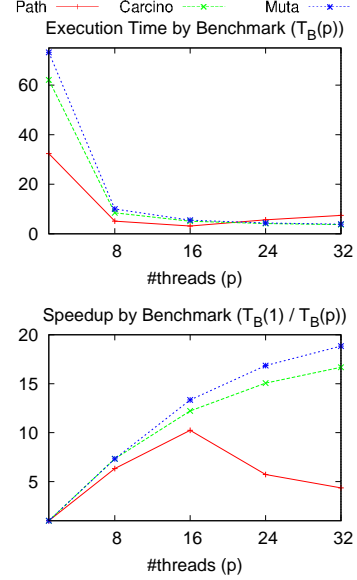 Path Carcino Muta
Execution Time by Benchmark (T_B(p))
60
40
20
0
8 16 24 32
#threads (p)
Speedup by Benchmark (T_B(1) / T_B(p))
20
15
10
5
8 16 24 32
#threads (p)